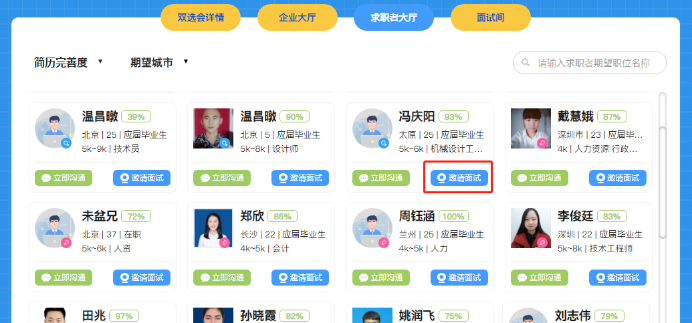 双选会详情
企业大厅
求职者大厅
面试间
简历完善度 ▼
期望城市 ▼
请输入求职者期望职位名称
温昌暾 39%
北京 | 25 | 应届毕业生
5k~9k | 技术员
立即沟通
邀请面试
温昌暾 90%
北京 | 5 | 应届毕业生
5k~8k | 设计师
立即沟通
邀请面试
冯庆阳 93%
太原 | 25 | 应届毕业生
5k~6k | 机械设计工...
立即沟通
邀请面试
戴慧娥 87%
深圳市 | 23 | 应届毕...
4k | 人力资源 行政...
立即沟通
邀请面试
未盆兄 72%
北京 | 37 | 在职
5k~6k | 人资
立即沟通
邀请面试
郑欣 85%
长沙 | 22 | 应届毕业生
4k~5k | 会计
立即沟通
邀请面试
周钰涵 100%
兰州 | 25 | 应届毕业生
4k~5k | 人力
立即沟通
邀请面试
李俊廷 83%
深圳 | 22 | 应届毕业生
5k~8k | 技术工程师
立即沟通
邀请面试
田兆 97%
孙晓霞 82%
姚润飞 75%
刘志伟 79%